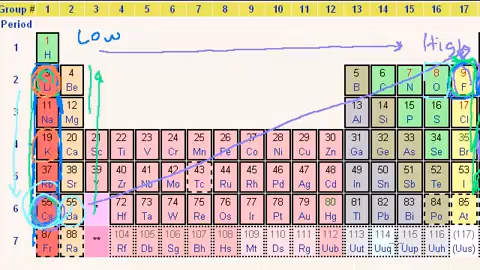 Group # 1 2 3 4 5 6 7 8 9 10 11 12 13 14 15 16 17
Period
Low
High
1 1
H
2 3 4 5 6 7 8 9
Li Be B C N O F
11 12 13 14 15 16 17
3 Na Mg Al Si P S Cl
19 20 21 22 23 24 25 26 27 28 29 30 31 32 33 34 35
4 K Ca Sc Ti V Cr Mn Fe Co Ni Cu Zn Ga Ge As Se Br
37 38 39 40 41 42 43 44 45 46 47 48 49 50 51 52 53
5 Rb Sr Y Zr Nb Mo Tc Ru Rh Pd Ag Cd In Sn Sb Te I
55 55 72 73 74 75 76 77 78 79 80 81 82 83 84 85
6 Cs Ba Hf Ta W Re Os Ir Pt Au Hg Tl Pb Bi Po At
87 88 ** 104 105 106 107 108 109 110 111 112 113 114 115 116 (117)
7 Fr Ra Rf Db Sg Bh Hs Mt Ds Rg Uub Uut Uuq Uup Uuh (Uus)